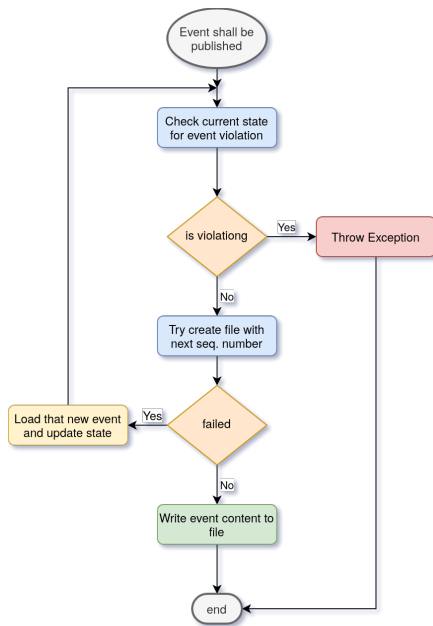 Event shall be
published
Check current state
for event violation
is violationg
Yes
Throw Exception
No
Try create file with
next seq. number
Load that new event
and update state
Yes
failed
No
Write event content to
file
end